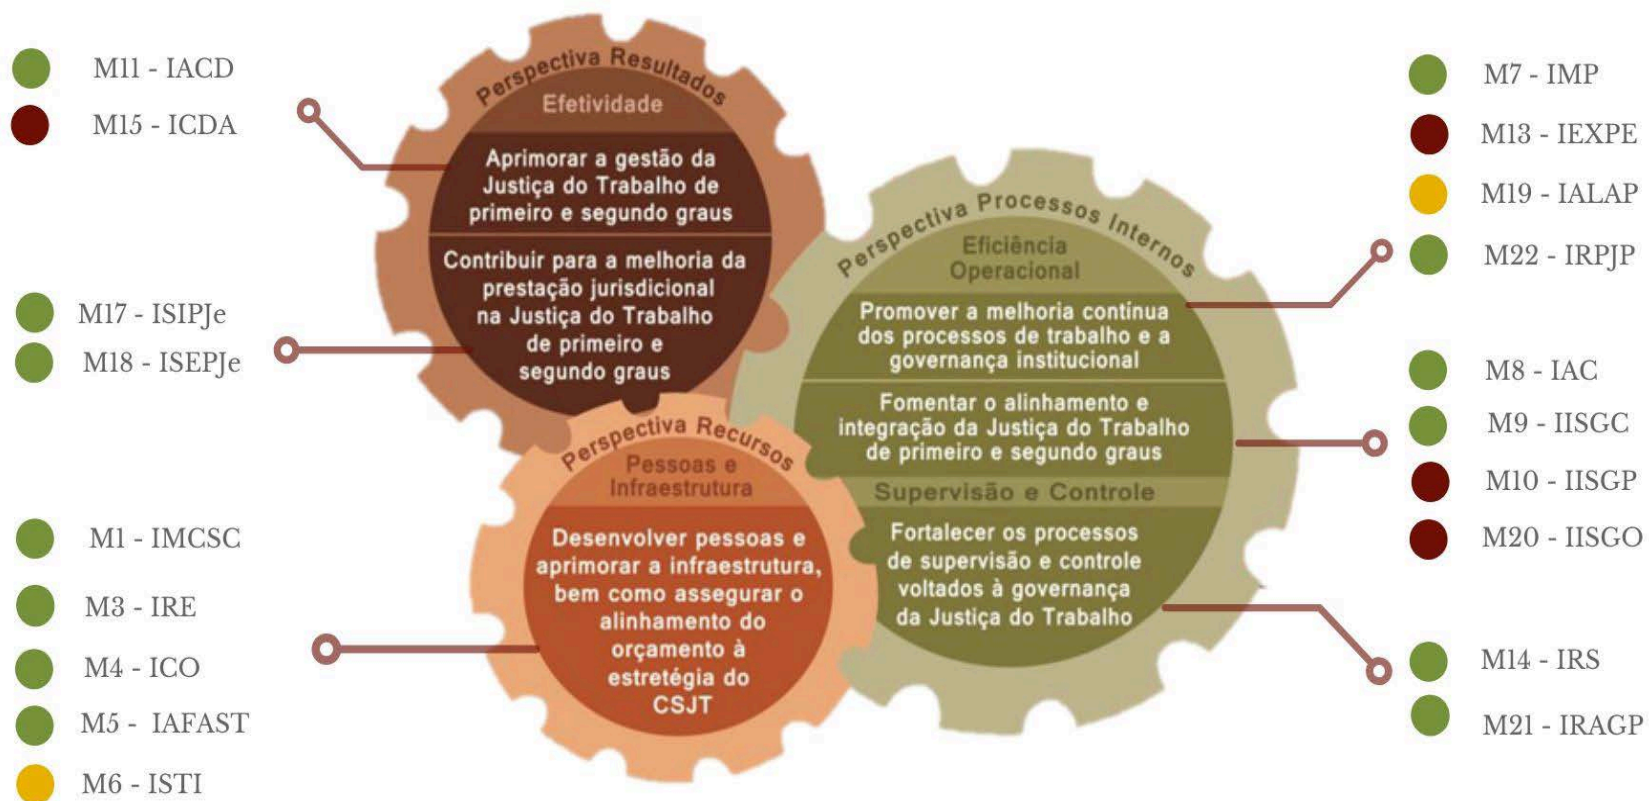 M11 - IACD
M15 - ICDA
M17 - ISIPJe
M18 - ISEPJe
M1 - IMCSC
M3 - IRE
M4 - ICO
M5 - IAFAST
M6 - ISTI
Perspectiva Resultados
Efetividade
Aprimorar a gestão da
Justiça do Trabalho de
primeiro e segundo graus
Contribuir para a melhoria da
prestação jurisdicional
na Justiça do Trabalho
de primeiro e
segundo graus
Perspectiva Recursos
Pessoas e
Infraestrutura
Desenvolver pessoas e
aprimorar a infraestrutura,
bem como assegurar o
alinhamento do
orçamento à
estretégia do
CSJT
Perspectiva Processos Internos
Eficiência
Operacional
Promover a melhoria contínua
dos processos de trabalho e a
governança institucional
Fomentar o alinhamento e
integração da Justiça do Trabalho
de primeiro e segundo graus
Supervisão e Controle
Fortalecer os processos
de supervisão e controle
voltados à governança
da Justiça do Trabalho
M7 - IMP
M13 - IEXPE
M19 - IALAP
M22 - IRPJP
M8 - IAC
M9 - IISGC
M10 - IISGP
M20 - IISGO
M14 - IRS
M21 - IRAGP